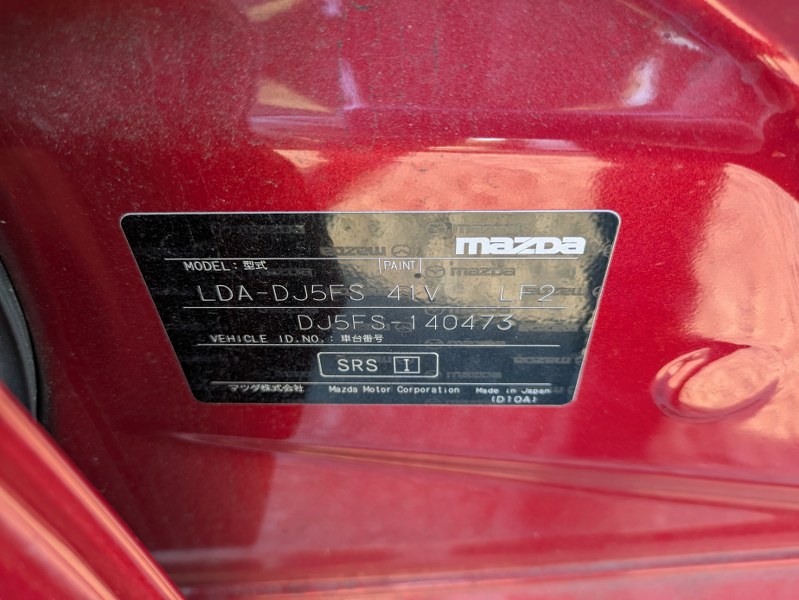 mazda
MODEL: 型式 PAINT
LDA-DJ5FS 41V LF2
DJ5FS-140473
VEHICLE ID.NO.: 車台番号
SRS I
マツダ株式会社 Mazda Motor Corporation Made in Japan
(D10A)